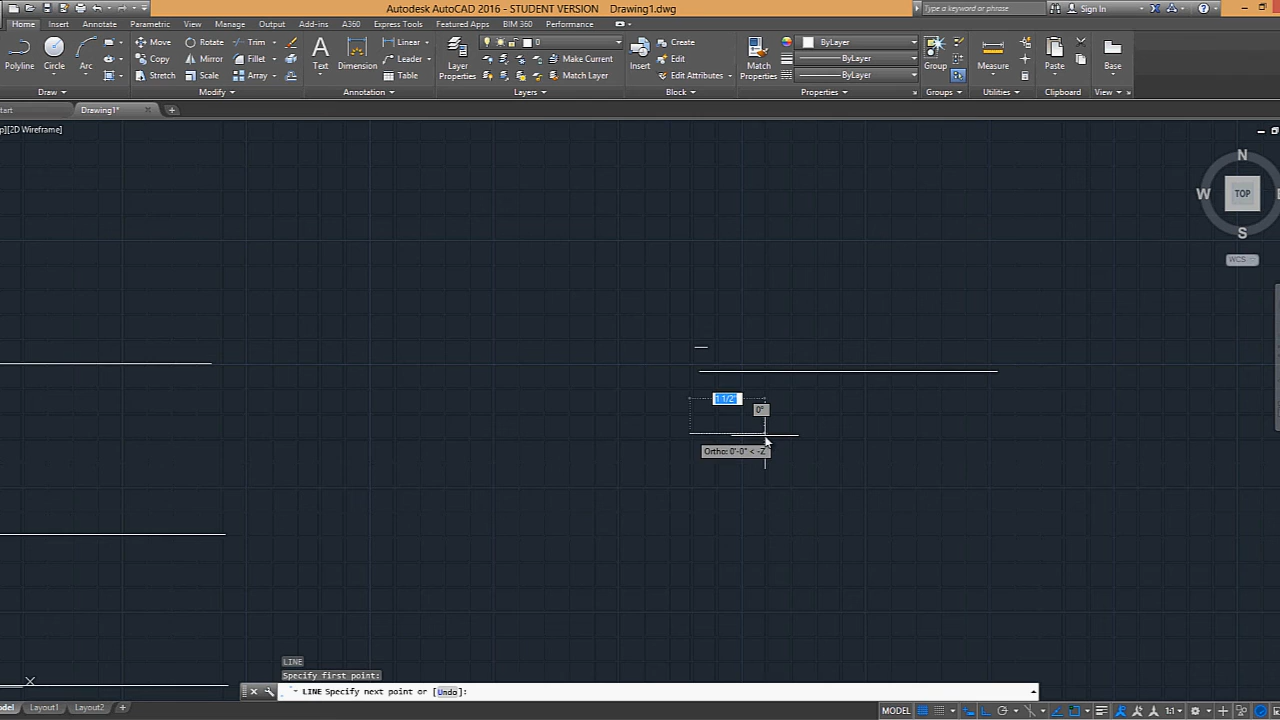 Autodesk AutoCAD 2016 - STUDENT VERSION Drawing1.dwg
Type a keyword or phrase
Sign In
Home Insert Annotate Parametric View Manage Output Add-ins A360 Express Tools Featured Apps BIM 360 Performance
Move Rotate Trim Linear 0 Create ByLayer
Copy Mirror Fillet Leader Make Current Edit ByLayer
Polyline Circle Arc Text Dimension Layer Properties Insert Match Properties Group Measure Paste Base
Stretch Scale Array Table Match Layer Edit Attributes ByLayer
Draw Modify Annotation Layers Block Properties Groups Utilities Clipboard View
tart Drawing1*
p][2D Wireframe]
N
W TOP
S
WCS
1 1/2"
0°
Ortho: 0'-0" < -Z
LINE
Specify first point:
LINE Specify next point or [Undo]:
X
odel Layout1 Layout2 MODEL 1:1